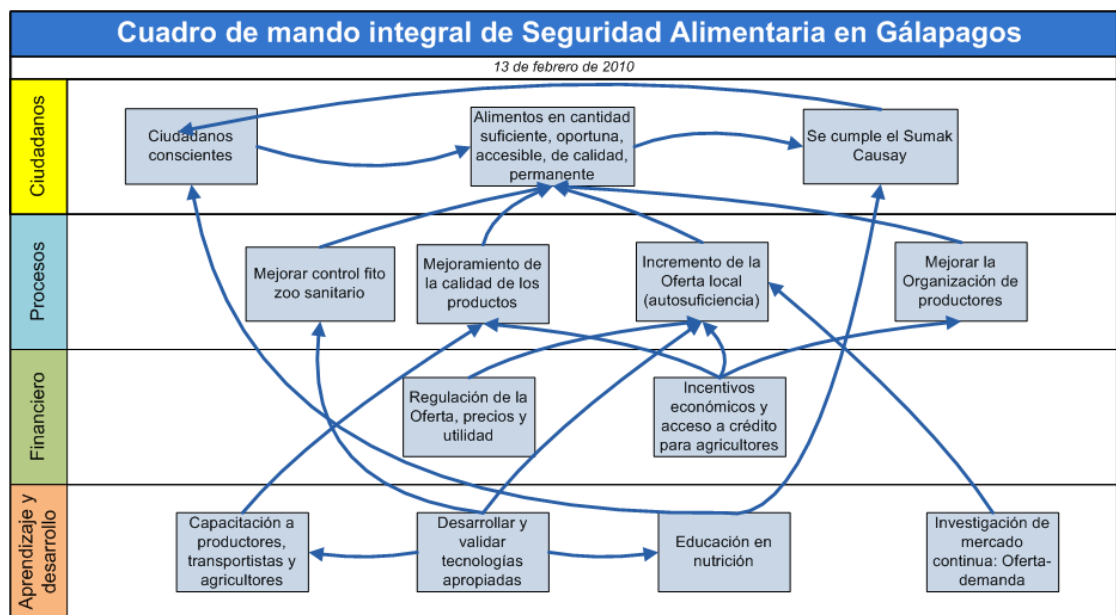 Cuadro de mando integral de Seguridad Alimentaria en Gálapagos
13 de febrero de 2010
Ciudadanos
Ciudadanos
conscientes
Alimentos en cantidad
suficiente, oportuna,
accesible, de calidad,
permanente
Se cumple el Sumak
Causay
Procesos
Mejorar control fito
zoo sanitario
Mejoramiento de
la calidad de los
productos
Incremento de la
Oferta local
(autosuficiencia)
Mejorar la
Organización de
productores
Financiero
Regulación de la
Oferta, precios y
utilidad
Incentivos
económicos y
acceso a crédito
para agricultores
Aprendizaje y
desarrollo
Capacitación a
productores,
transportistas y
agricultores
Desarrollar y
validar
tecnologías
apropiadas
Educación en
nutrición
Investigación de
mercado
continua: Oferta-
demanda